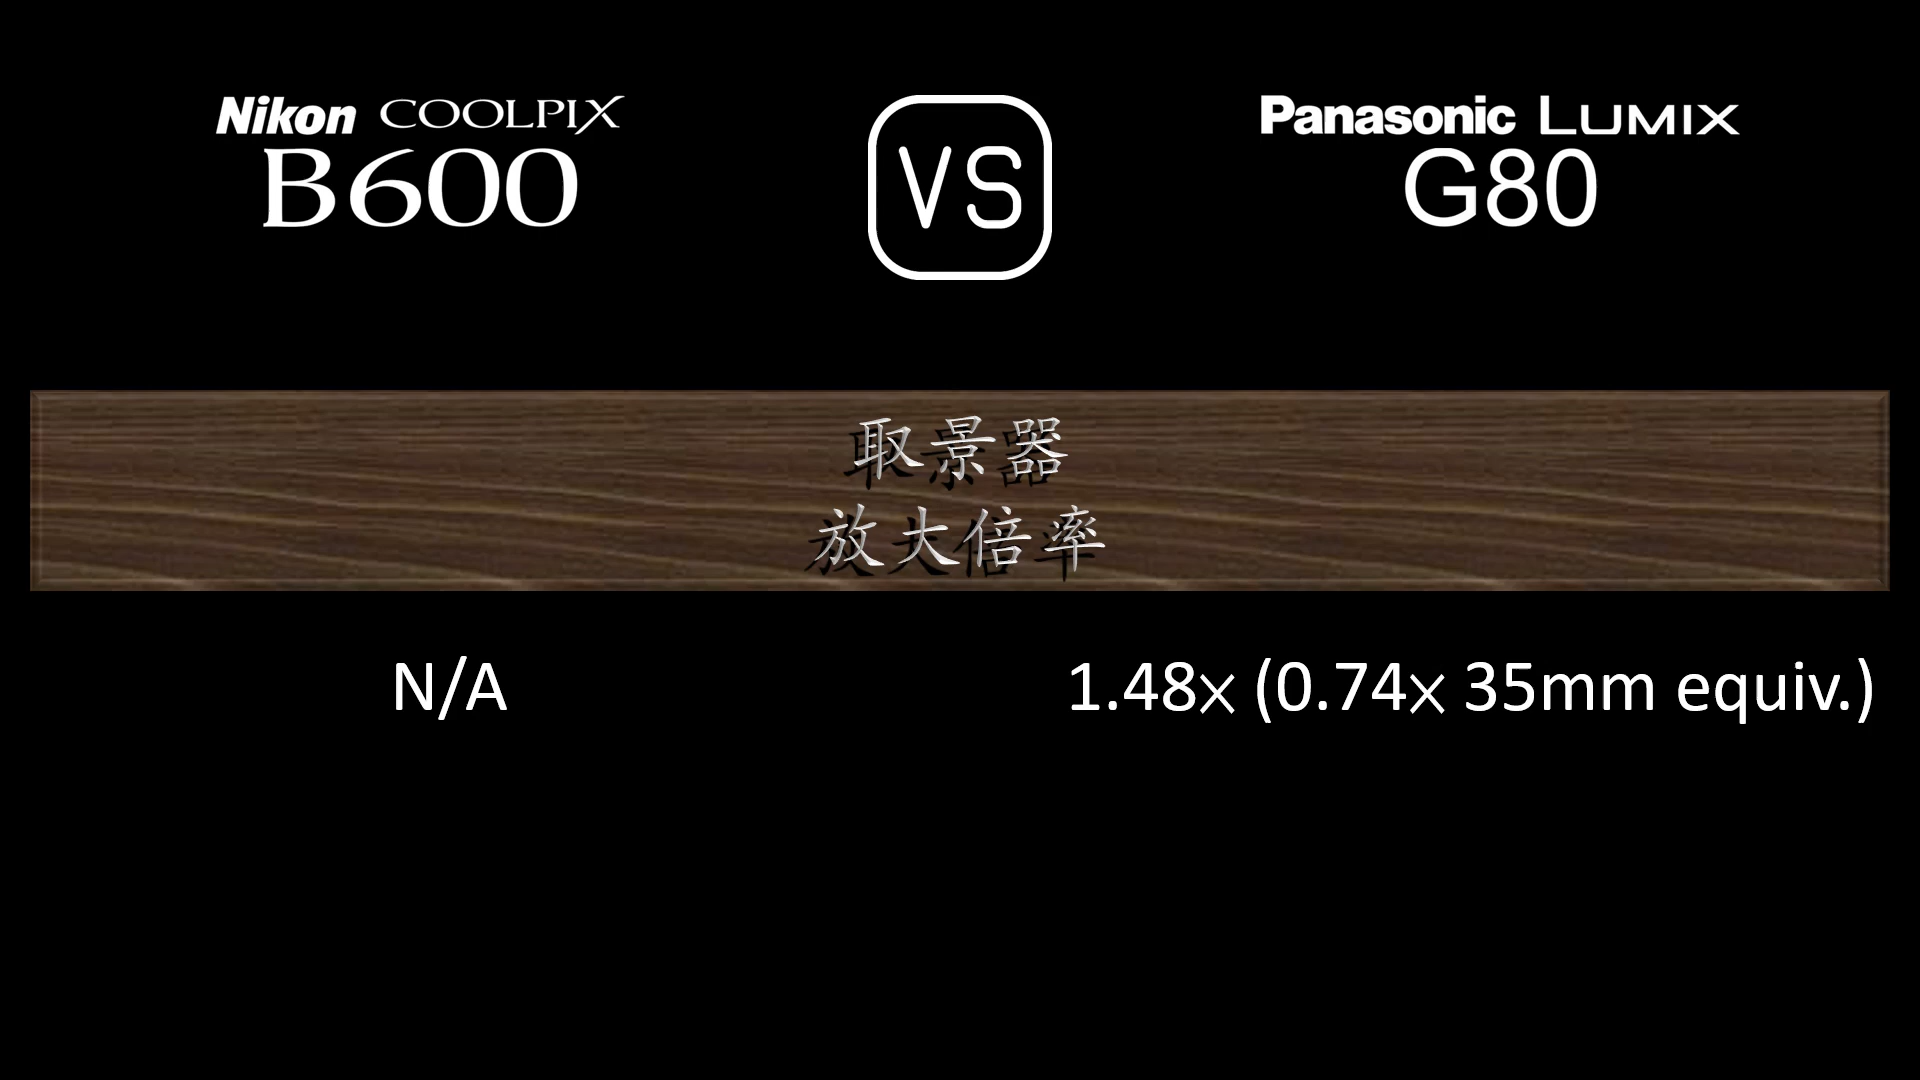 Nikon COOLPIX
B600
VS
Panasonic LUMIX
G80
取景器
放大倍率
N/A
1.48x (0.74x 35mm equiv.)